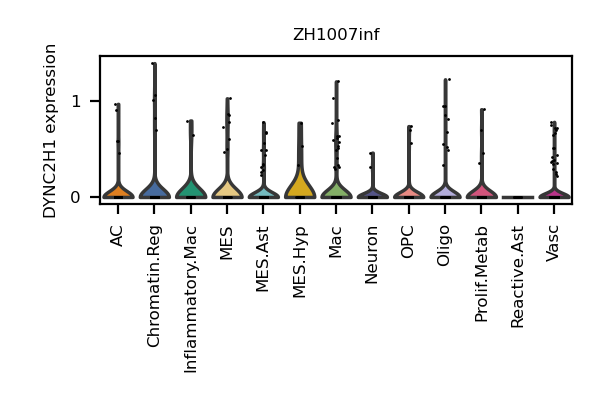 ZH1007inf
DYNC2H1 expression
1
0
AC
Chromatin.Reg
Inflammatory.Mac
MES
MES.Ast
MES.Hyp
Mac
Neuron
OPC
Oligo
Prolif.Metab
Reactive.Ast
Vasc